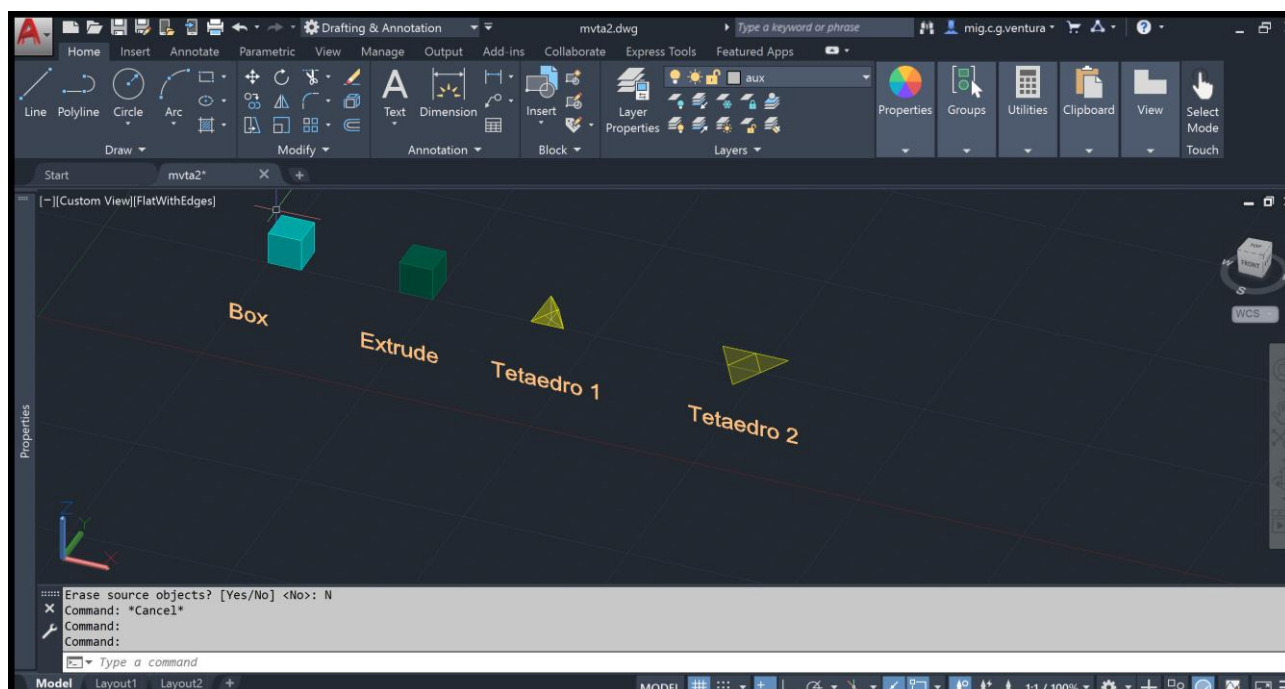 Drafting & Annotation mvta2.dwg Type a keyword or phrase mig.c.g.ventura
Home Insert Annotate Parametric View Manage Output Add-ins Collaborate Express Tools Featured Apps
aux
Line Polyline Circle Arc Text Dimension Insert Layer Properties Properties Groups Utilities Clipboard View Select Mode
Draw Modify Annotation Block Layers Touch
Start mvta2* +
[−][Custom View][FlatWithEdges]
TOP
FRONT
W
S
WCS
Box
Extrude
Tetaedro 1
Tetaedro 2
Properties
Z
Y
X
Erase source objects? [Yes/No] <No>: N
Command: *Cancel*
Command:
Command:
Type a command
Model Layout1 Layout2 +
MODEL 1:1 / 100%